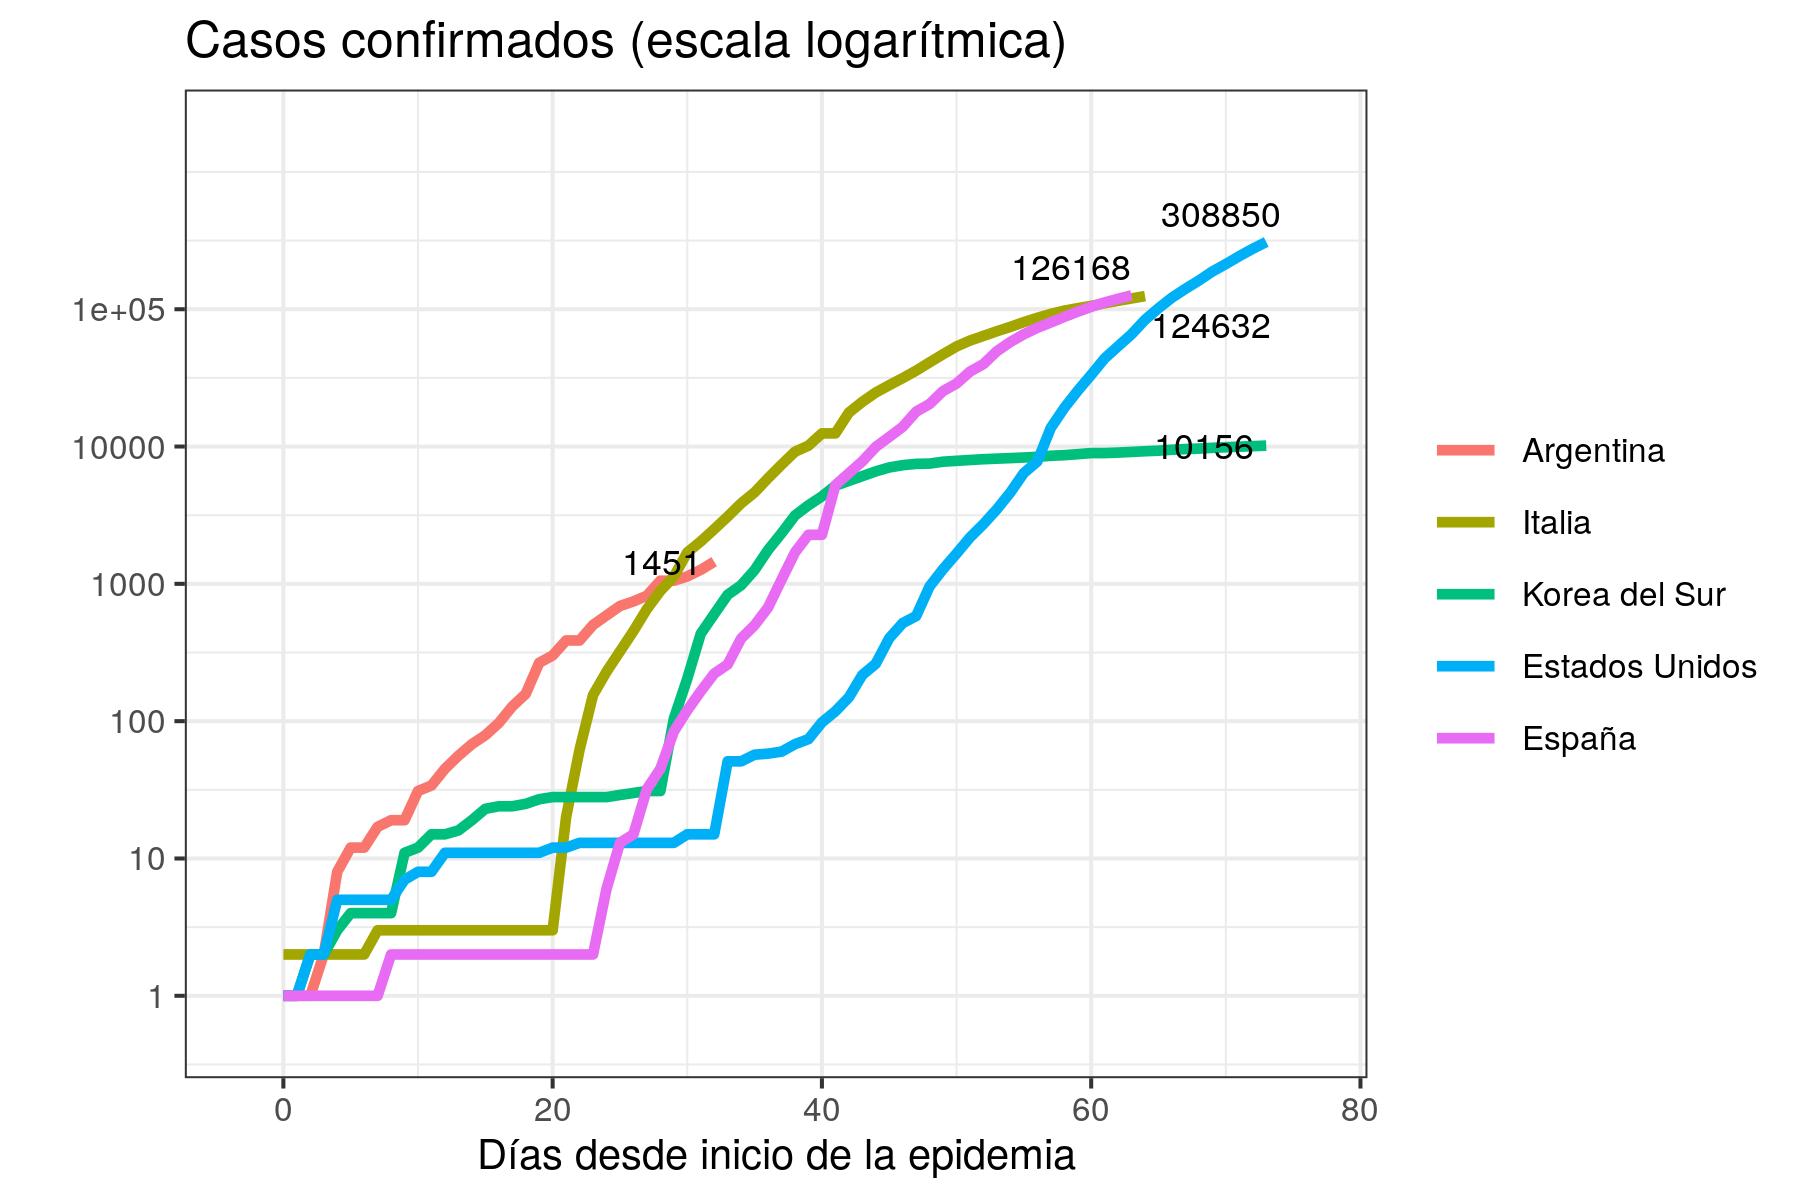 Casos confirmados (escala logarítmica)
308850
126168
1e+05
124632
10000
10156
1451
1000
100
10
1
Argentina
Italia
Korea del Sur
Estados Unidos
España
0 20 40 60 80
Días desde inicio de la epidemia